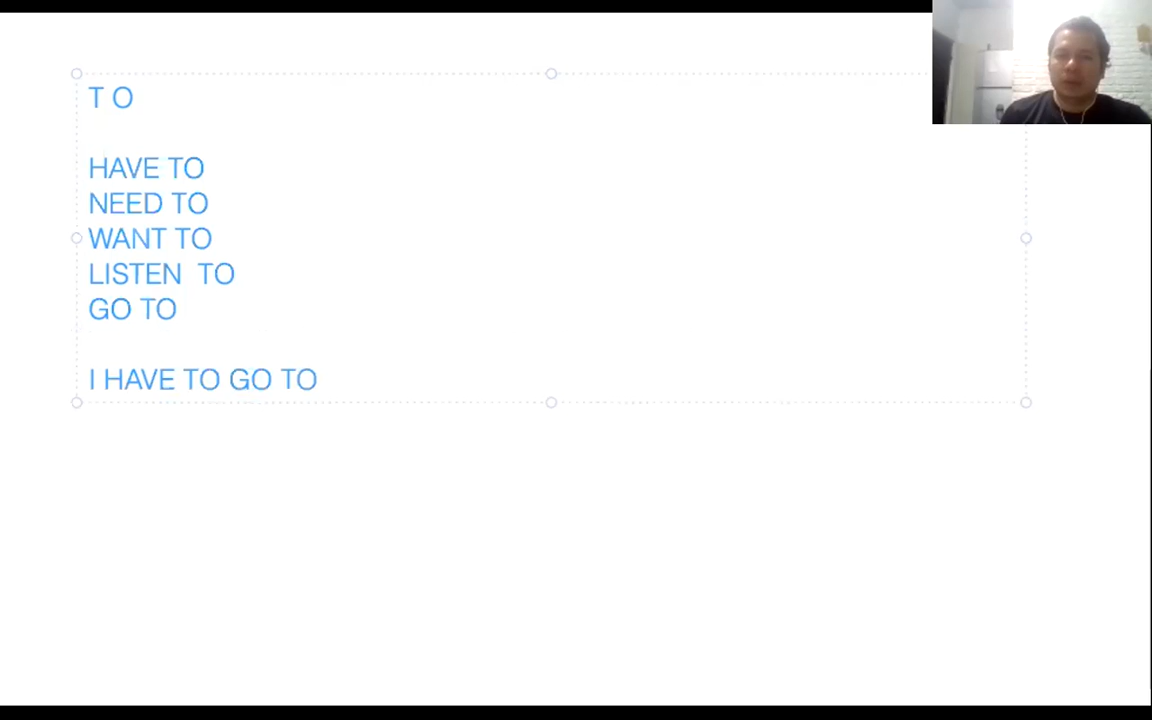 T O
HAVE TO
NEED TO
WANT TO
LISTEN  TO
GO TO
I HAVE TO GO TO